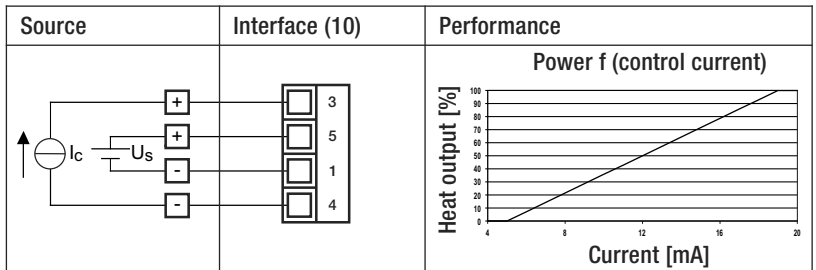 Source
Interface (10)
Performance
Power f (control current)
+
+
-
-
Ic
Us
3
5
1
4
Heat output [%]
100
90
80
70
60
50
40
30
20
10
0
4 8 12 16 20
Current [mA]